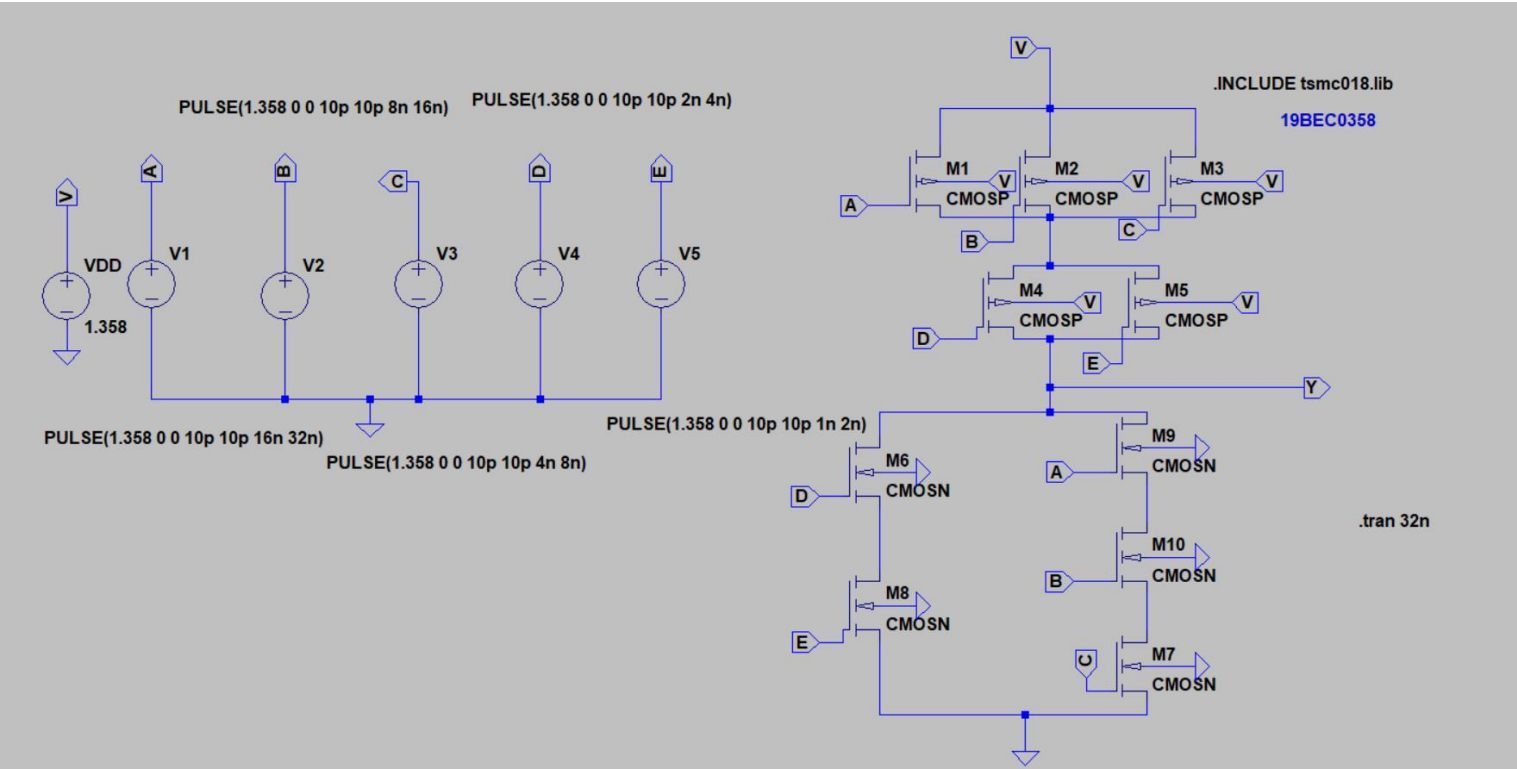 PULSE(1.358 0 0 10p 10p 8n 16n)
PULSE(1.358 0 0 10p 10p 2n 4n)
V
A
B
C
D
E
VDD
1.358
V1
V2
V3
V4
V5
PULSE(1.358 0 0 10p 10p 16n 32n)
PULSE(1.358 0 0 10p 10p 4n 8n)
PULSE(1.358 0 0 10p 10p 1n 2n)
V
.INCLUDE tsmc018.lib
19BEC0358
M1
V
CMOSP
A
M2
V
CMOSP
B
M3
V
CMOSP
C
M4
V
CMOSP
D
M5
V
CMOSP
E
Y
M6
CMOSN
D
M9
CMOSN
A
.tran 32n
M8
CMOSN
E
M10
CMOSN
B
M7
CMOSN
C